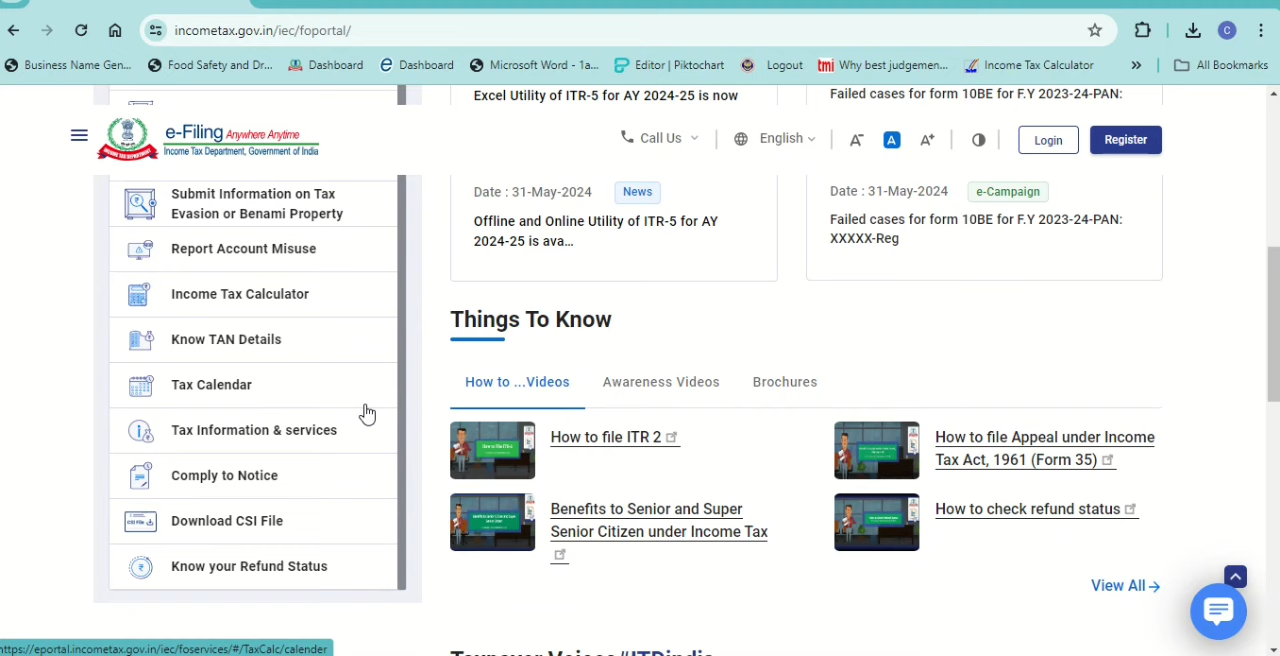 incometax.gov.in/iec/foportal/
Business Name Gen...
Food Safety and Dr...
Dashboard
Dashboard
Microsoft Word - 1a...
Editor | Piktochart
Logout
tmi
Why best judgemen...
Income Tax Calculator
»
All Bookmarks
C
Excel Utility of ITR-5 for AY 2024-25 is now
Failed cases for form 10BE for F.Y 2023-24-PAN:
e-Filing Anywhere Anytime
Income Tax Department, Government of India
Call Us
English
A-
A
A+
Login
Register
Submit Information on Tax
Evasion or Benami Property
Report Account Misuse
Income Tax Calculator
Know TAN Details
Tax Calendar
Tax Information & services
Comply to Notice
Download CSI File
Know your Refund Status
Date : 31-May-2024
News
Offline and Online Utility of ITR-5 for AY
2024-25 is ava...
Date : 31-May-2024
e-Campaign
Failed cases for form 10BE for F.Y 2023-24-PAN:
XXXXX-Reg
Things To Know
How to ...Videos
Awareness Videos
Brochures
How to file ITR 2
How to file Appeal under Income
Tax Act, 1961 (Form 35)
Benefits to Senior and Super
Senior Citizen under Income Tax
How to check refund status
View All
https://eportal.incometax.gov.in/iec/foservices/#/TaxCalc/calender
Taxpayer Voices #ITDindia